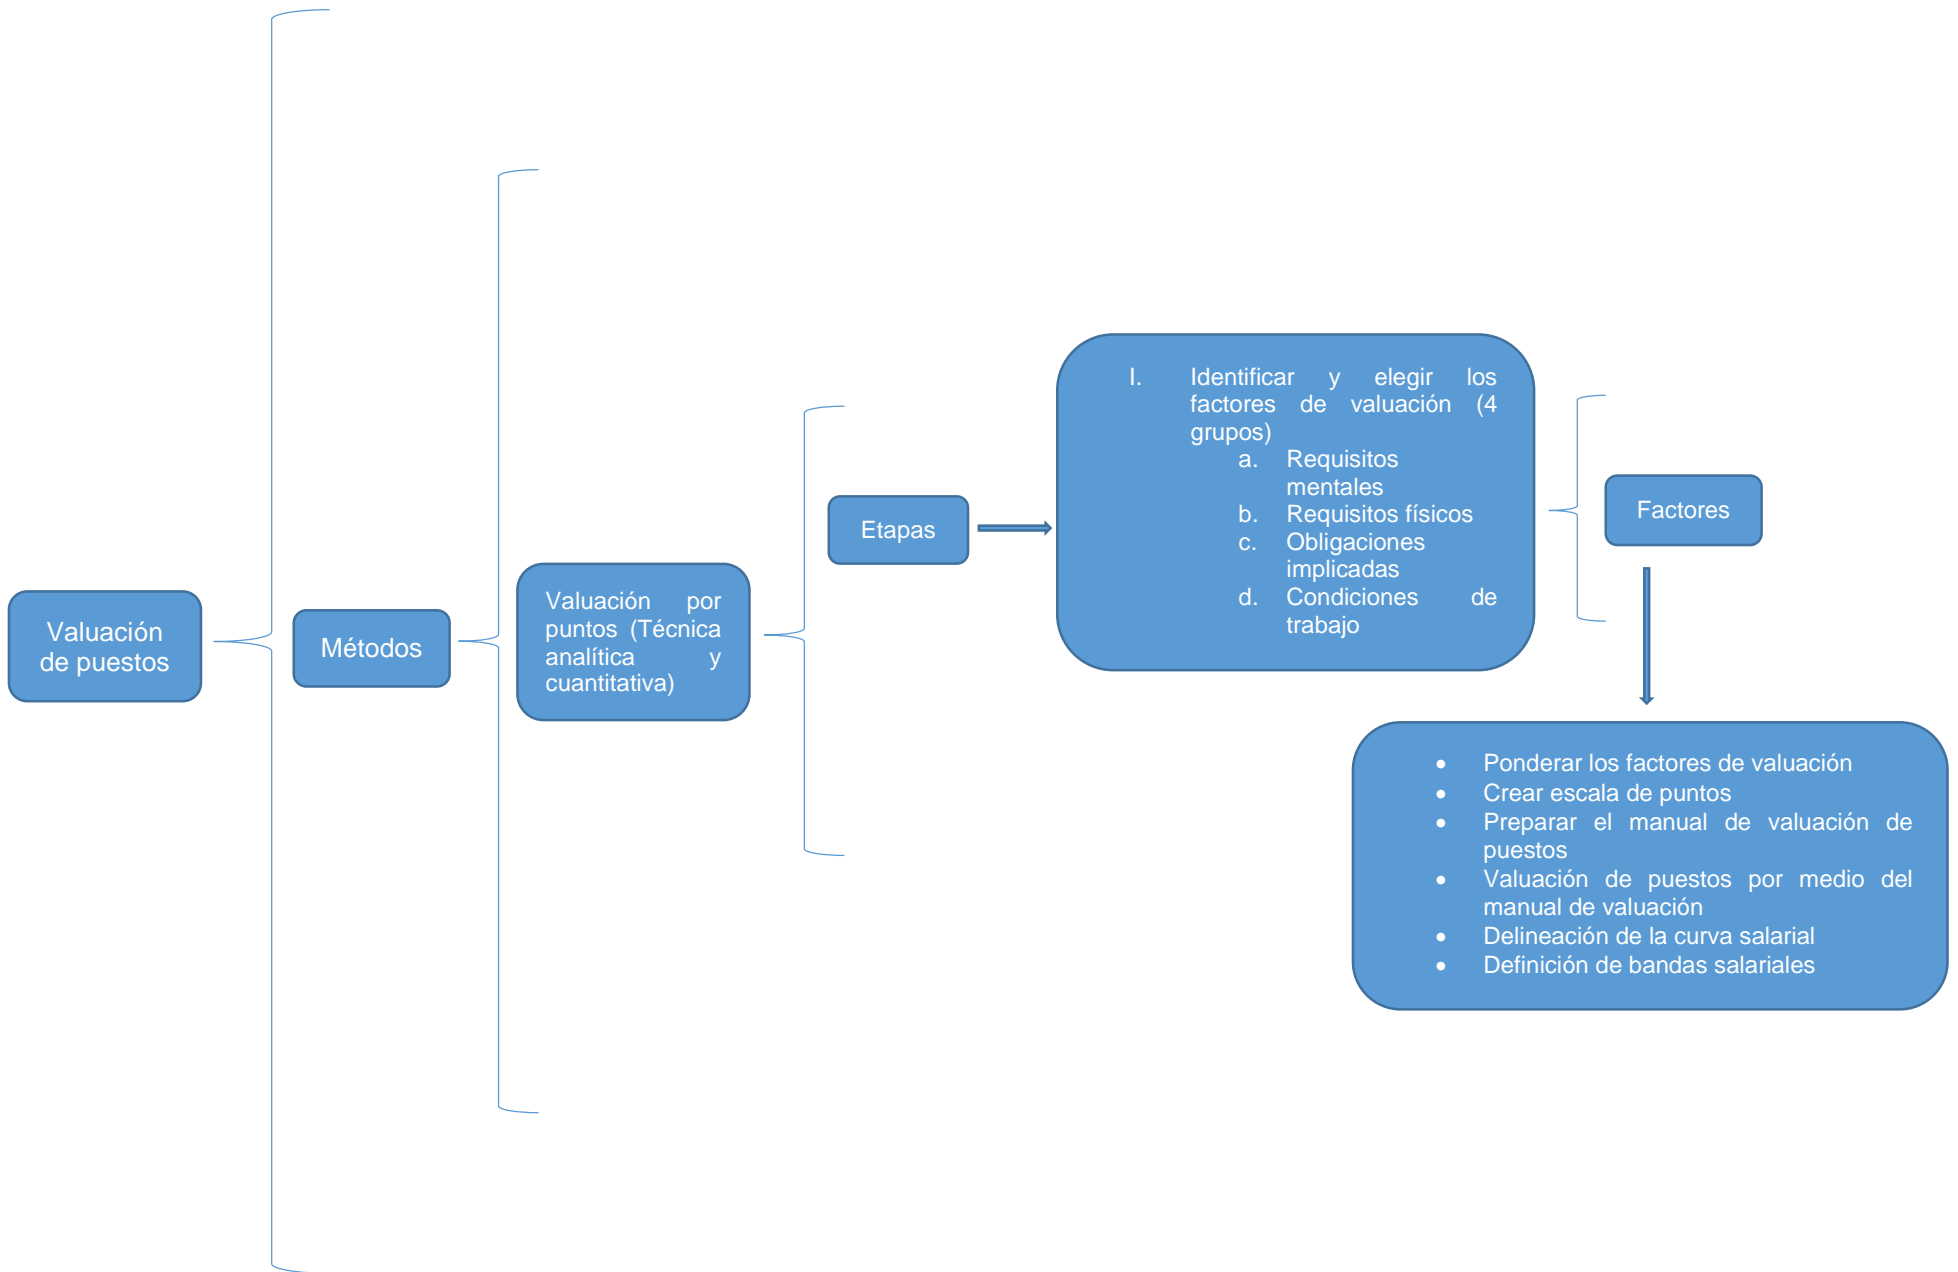 Valuación
de puestos
Métodos
Valuación por
puntos (Técnica
analítica y
cuantitativa)
Etapas
I. Identificar y elegir los
factores de valuación (4
grupos)
a. Requisitos
mentales
b. Requisitos físicos
c. Obligaciones
implicadas
d. Condiciones de
trabajo
Factores
• Ponderar los factores de valuación
• Crear escala de puntos
• Preparar el manual de valuación de
puestos
• Valuación de puestos por medio del
manual de valuación
• Delineación de la curva salarial
• Definición de bandas salariales